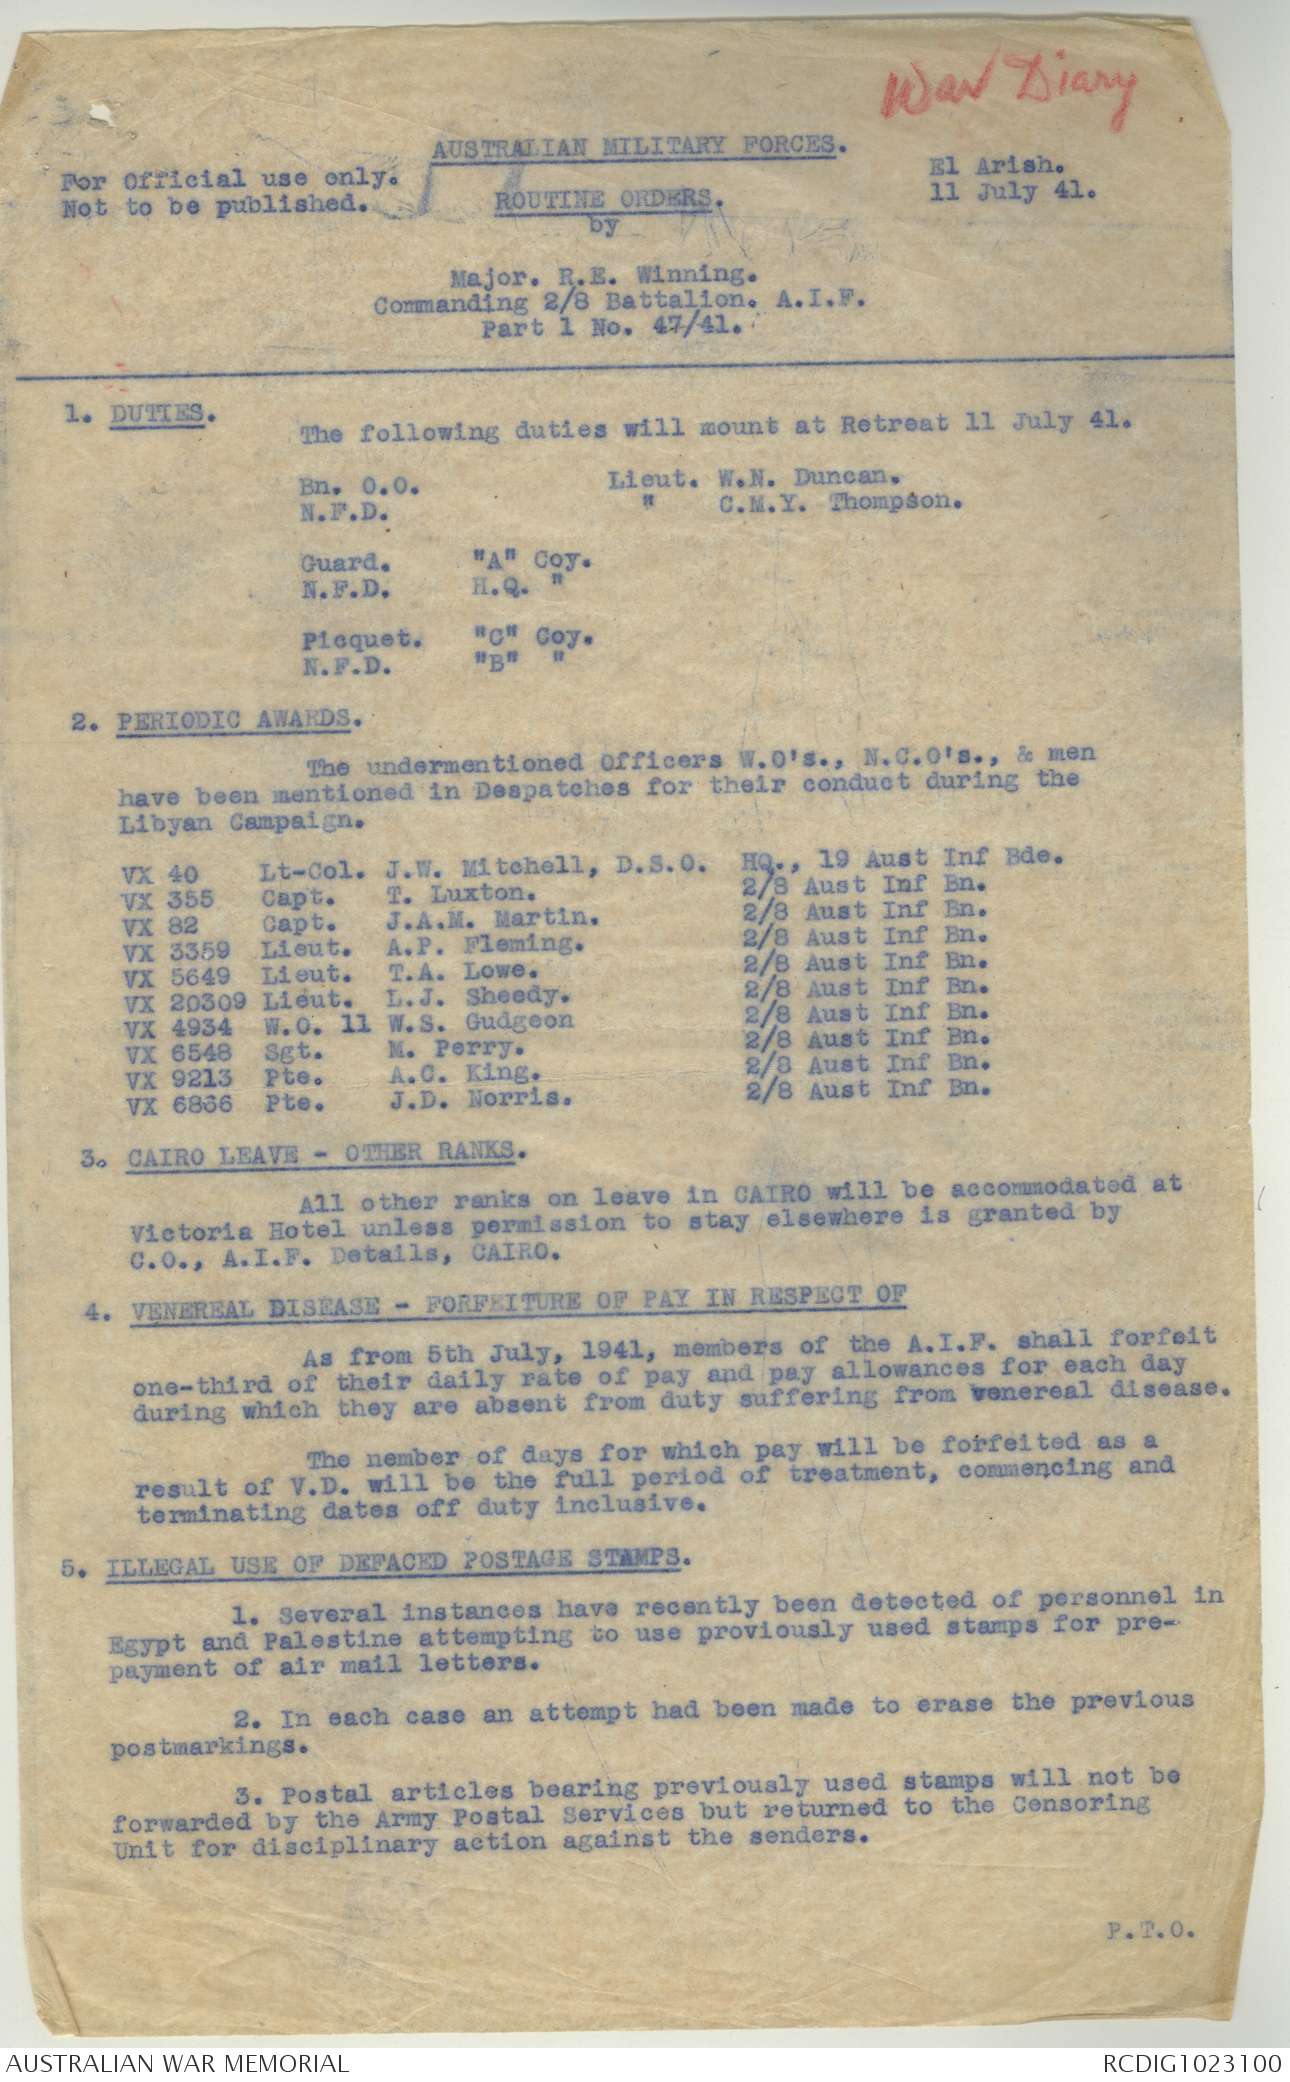 War Diary
AUSTRALIAN MILITARY FORCES.
For Official use only.
Not to be published.
El Arish.
11 July 41.
ROUTINE ORDERS.
by
Major. R.E. Winning.
Commanding 2/8 Battalion. A.I.F.
Part 1 No. 47/41.
1. DUTIES.
The following duties will mount at Retreat 11 July 41.
Bn. O.O. Lieut. W.N. Duncan.
N.F.D. " C.M.Y. Thompson.
Guard. "A" Coy.
N.F.D. H.Q. "
Picquet. "C" Coy.
N.F.D. "B" "
2. PERIODIC AWARDS.
The undermentioned Officers W.O's., N.C.O's., & men
have been mentioned in Despatches for their conduct during the
Libyan Campaign.
VX 40 Lt-Col. J.W. Mitchell, D.S.O. HQ., 19 Aust Inf Bde.
VX 355 Capt. T. Luxton. 2/8 Aust Inf Bn.
VX 82 Capt. J.A.M. Martin. 2/8 Aust Inf Bn.
VX 3359 Lieut. A.P. Fleming. 2/8 Aust Inf Bn.
VX 5649 Lieut. T.A. Lowe. 2/8 Aust Inf Bn.
VX 20309 Lieut. L.J. Sheedy. 2/8 Aust Inf Bn.
VX 4934 W.O. 11 W.S. Gudgeon 2/8 Aust Inf Bn.
VX 6548 Sgt. M. Perry. 2/8 Aust Inf Bn.
VX 9213 Pte. A.C. King. 2/8 Aust Inf Bn.
VX 6866 Pte. J.D. Norris. 2/8 Aust Inf Bn.
3. CAIRO LEAVE - OTHER RANKS.
All other ranks on leave in CAIRO will be accommodated at
Victoria Hotel unless permission to stay elsewhere is granted by
C.O., A.I.F. Details, CAIRO.
4. VENEREAL DISEASE - FORFEITURE OF PAY IN RESPECT OF
As from 5th July, 1941, members of the A.I.F. shall forfeit
one-third of their daily rate of pay and pay allowances for each day
during which they are absent from duty suffering from venereal disease.
The nember of days for which pay will be forfeited as a
result of V.D. will be the full period of treatment, commencing and
terminating dates off duty inclusive.
5. ILLEGAL USE OF DEFACED POSTAGE STAMPS.
1. Several instances have recently been detected of personnel in
Egypt and Palestine attempting to use proviously used stamps for pre-
payment of air mail letters.
2. In each case an attempt had been made to erase the previous
postmarkings.
3. Postal articles bearing previously used stamps will not be
forwarded by the Army Postal Services but returned to the Censoring
Unit for disciplinary action against the senders.
P.T.O.
AUSTRALIAN WAR MEMORIAL
RCDIG1023100